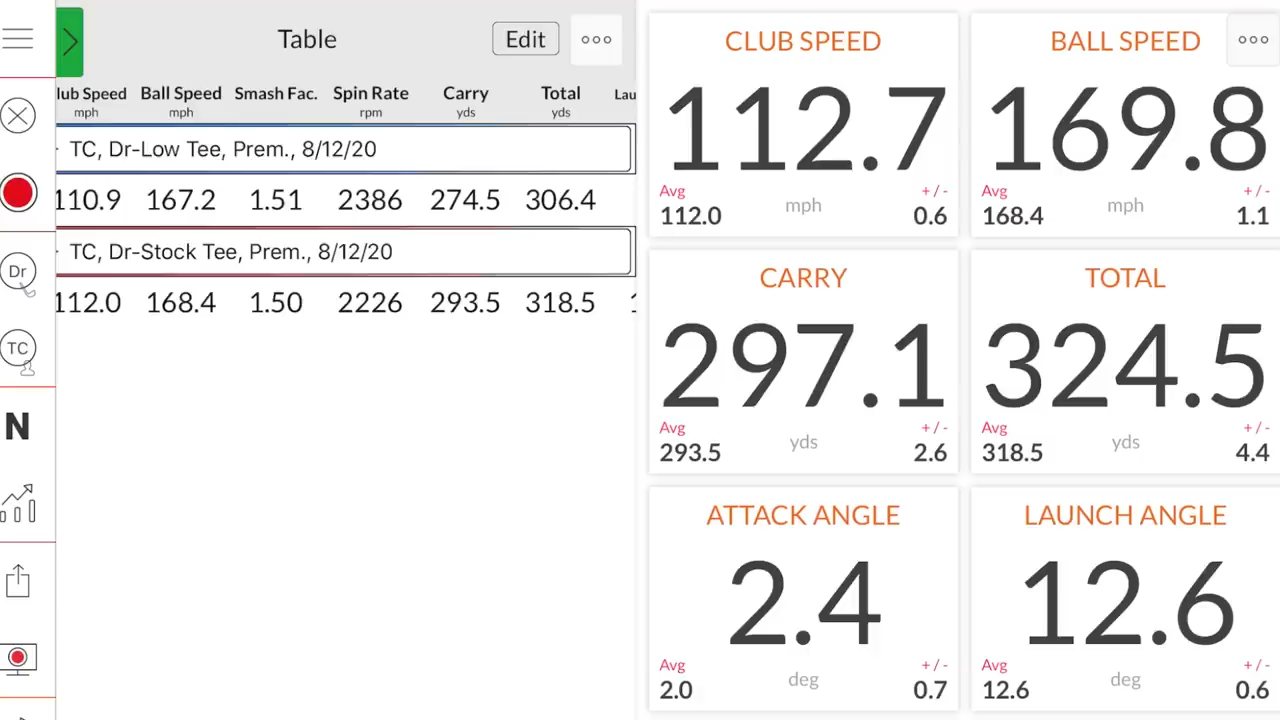 Table
Edit
lub Speed Ball Speed Smash Fac. Spin Rate Carry Total Lau
mph mph rpm yds yds
TC, Dr-Low Tee, Prem., 8/12/20
110.9 167.2 1.51 2386 274.5 306.4
TC, Dr-Stock Tee, Prem., 8/12/20
112.0 168.4 1.50 2226 293.5 318.5
Dr
TC
N
CLUB SPEED
112.7
Avg + / -
112.0 mph 0.6
BALL SPEED
169.8
Avg + / -
168.4 mph 1.1
CARRY
297.1
Avg + / -
293.5 yds 2.6
TOTAL
324.5
Avg + / -
318.5 yds 4.4
ATTACK ANGLE
2.4
Avg + / -
2.0 deg 0.7
LAUNCH ANGLE
12.6
Avg + / -
12.6 deg 0.6